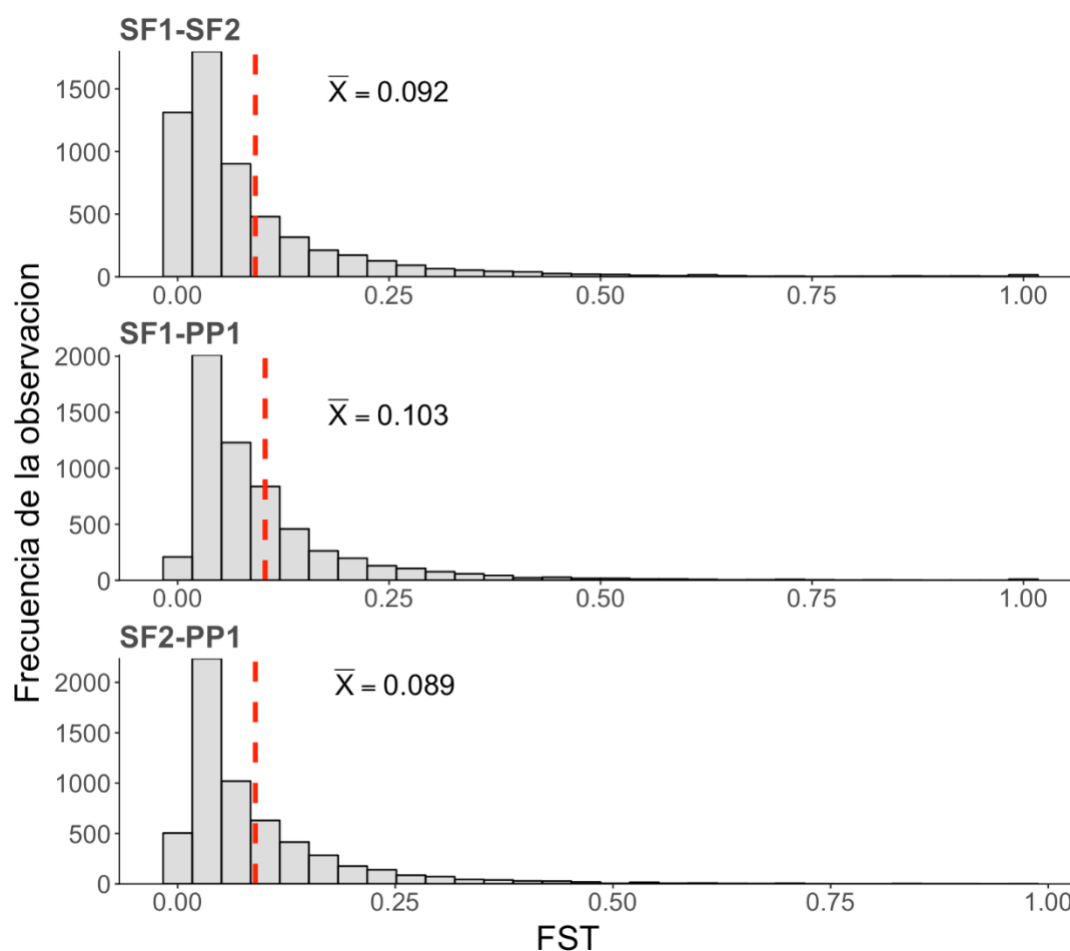 SF1-SF2
X = 0.092
1500
1000
500
0
0.00 0.25 0.50 0.75 1.00
SF1-PP1
X = 0.103
2000
1500
1000
500
0
0.00 0.25 0.50 0.75 1.00
SF2-PP1
X = 0.089
2000
1500
1000
500
0
0.00 0.25 0.50 0.75 1.00
Frecuencia de la observacion
FST